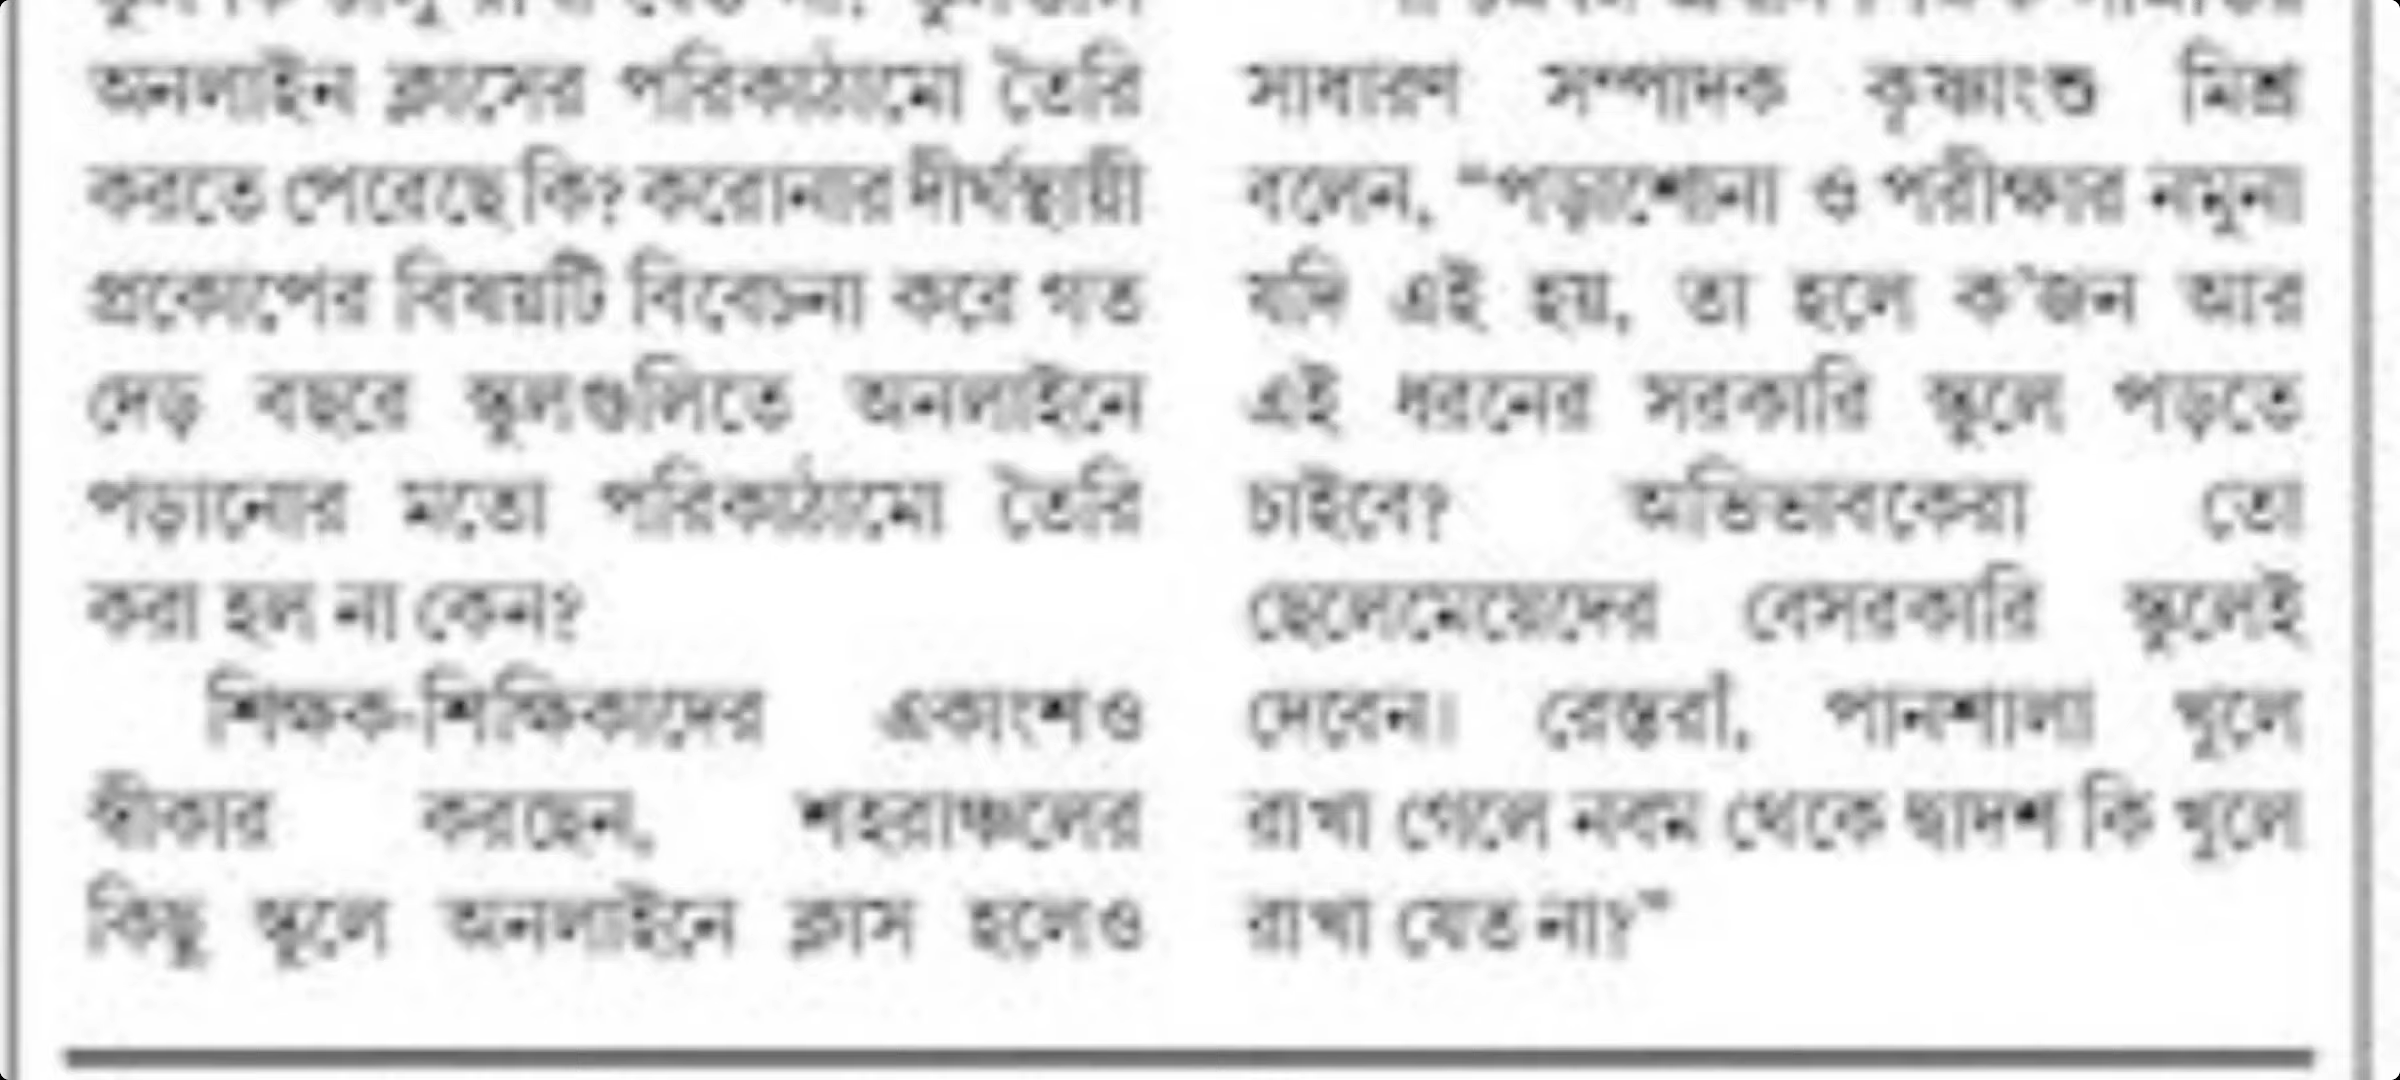 অনলাইন ক্লাসের পরিকাঠামো তৈরি
করতে পেরেছে কি? করোনার দীর্ঘস্থায়ী
প্রকোপের বিষয়টি বিবেচনা করে গত
দেড় বছরে স্কুলগুলিতে অনলাইনে
পড়ানোর মতো পরিকাঠামো তৈরি
করা হল না কেন?
শিক্ষক-শিক্ষিকাদের একাংশও
স্বীকার করছেন, শহরাঞ্চলের
কিছু স্কুলে অনলাইনে ক্লাস হলেও
সাধারণ সম্পাদক কৃষ্ণাংশু মিশ্র
বলেন, “পড়াশোনা ও পরীক্ষার নমুনা
যদি এই হয়, তা হলে ক’জন আর
এই ধরনের সরকারি স্কুলে পড়তে
চাইবে? অভিভাবকেরা তো
ছেলেমেয়েদের বেসরকারি স্কুলেই
দেবেন। রেস্তরাঁ, পানশালা খুলে
রাখা গেলে নবম থেকে দ্বাদশ কি খুলে
রাখা যেত না?”